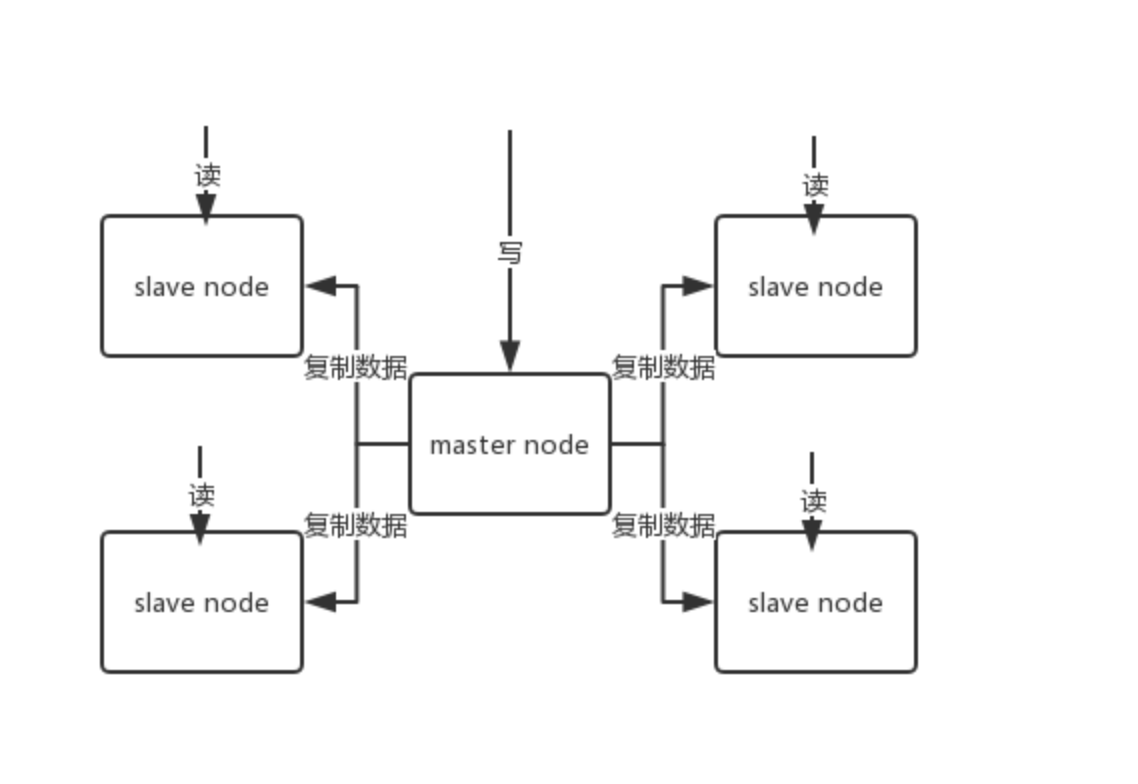 读
写
读
slave node
slave node
复制数据
复制数据
master node
读
读
复制数据
复制数据
slave node
slave node